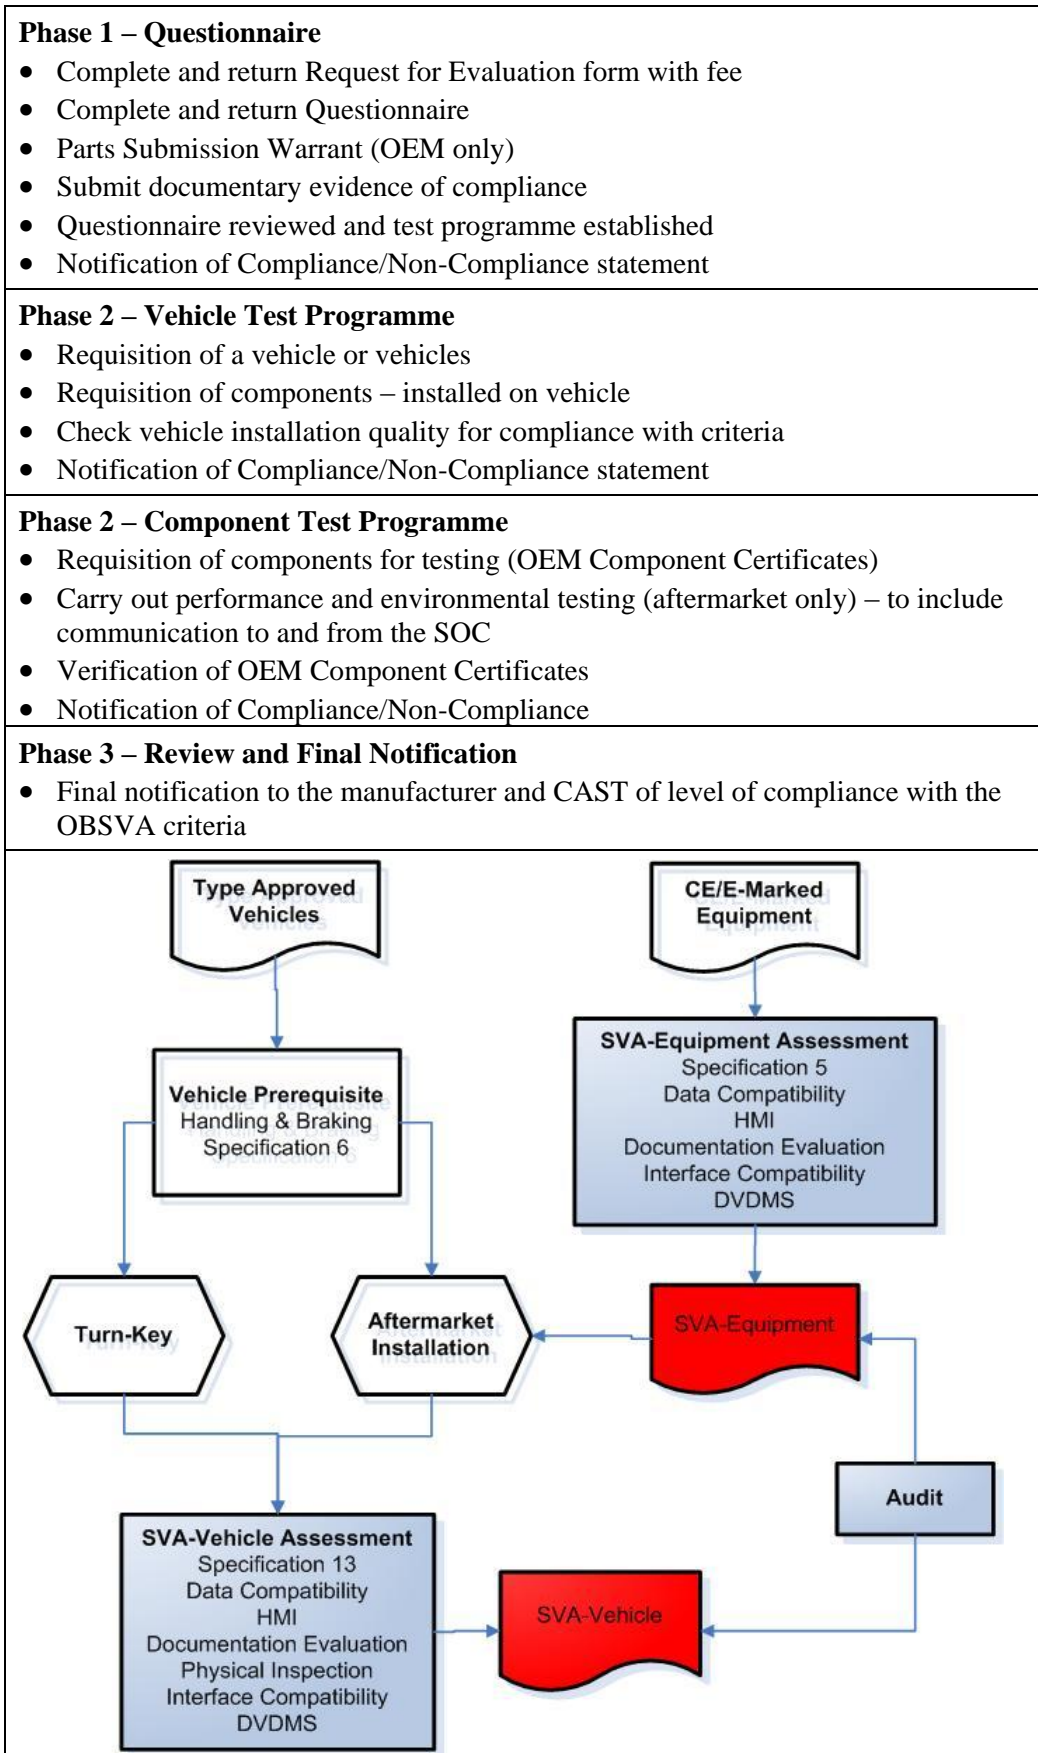 Phase 1 – Questionnaire
• Complete and return Request for Evaluation form with fee
• Complete and return Questionnaire
• Parts Submission Warrant (OEM only)
• Submit documentary evidence of compliance
• Questionnaire reviewed and test programme established
• Notification of Compliance/Non-Compliance statement
Phase 2 – Vehicle Test Programme
• Requisition of a vehicle or vehicles
• Requisition of components – installed on vehicle
• Check vehicle installation quality for compliance with criteria
• Notification of Compliance/Non-Compliance statement
Phase 2 – Component Test Programme
• Requisition of components for testing (OEM Component Certificates)
• Carry out performance and environmental testing (aftermarket only) – to include
communication to and from the SOC
• Verification of OEM Component Certificates
• Notification of Compliance/Non-Compliance
Phase 3 – Review and Final Notification
• Final notification to the manufacturer and CAST of level of compliance with the
OBSVA criteria
Type Approved
Vehicles
CE/E-Marked
Equipment
SVA-Equipment Assessment
Specification 5
Data Compatibility
HMI
Documentation Evaluation
Interface Compatibility
DVDMS
Vehicle Prerequisite
Handling & Braking
Specification 6
Turn-Key
Aftermarket
Installation
SVA-Equipment
Audit
SVA-Vehicle Assessment
Specification 13
Data Compatibility
HMI
Documentation Evaluation
Physical Inspection
Interface Compatibility
DVDMS
SVA-Vehicle